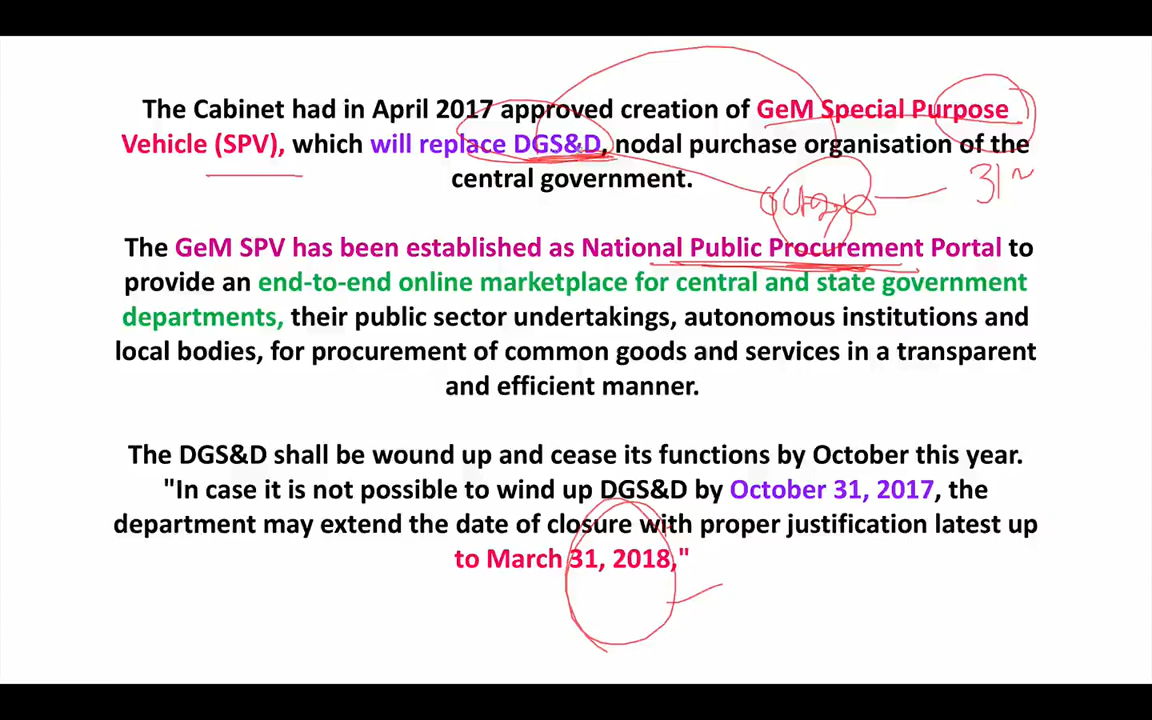 The Cabinet had in April 2017 approved creation of GeM Special Purpose
Vehicle (SPV), which will replace DGS&D, nodal purchase organisation of the
central government.
31
The GeM SPV has been established as National Public Procurement Portal to
provide an end-to-end online marketplace for central and state government
departments, their public sector undertakings, autonomous institutions and
local bodies, for procurement of common goods and services in a transparent
and efficient manner.
The DGS&D shall be wound up and cease its functions by October this year.
"In case it is not possible to wind up DGS&D by October 31, 2017, the
department may extend the date of closure with proper justification latest up
to March 31, 2018,"